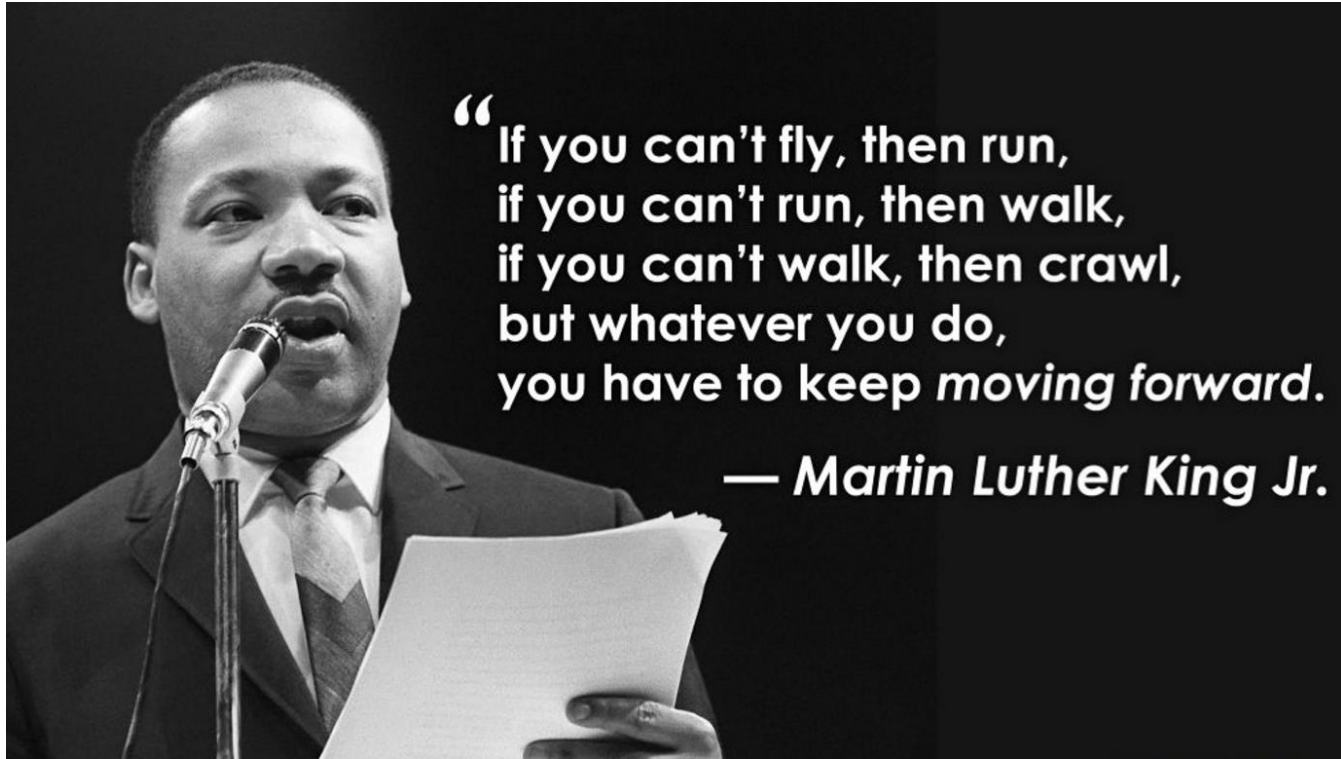 “If you can’t fly, then run,
if you can’t run, then walk,
if you can’t walk, then crawl,
but whatever you do,
you have to keep moving forward.
— Martin Luther King Jr.